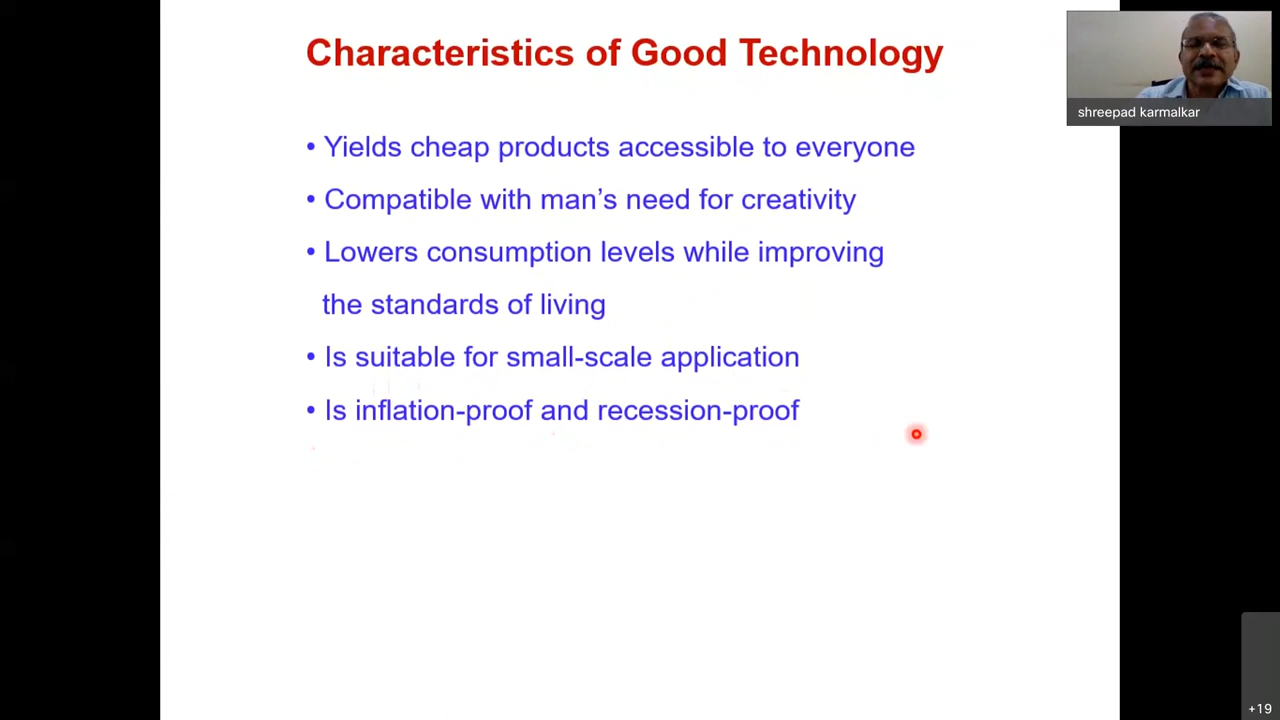 Characteristics of Good Technology
shreepad karmalkar
• Yields cheap products accessible to everyone
• Compatible with man’s need for creativity
• Lowers consumption levels while improving
the standards of living
• Is suitable for small-scale application
• Is inflation-proof and recession-proof
+19